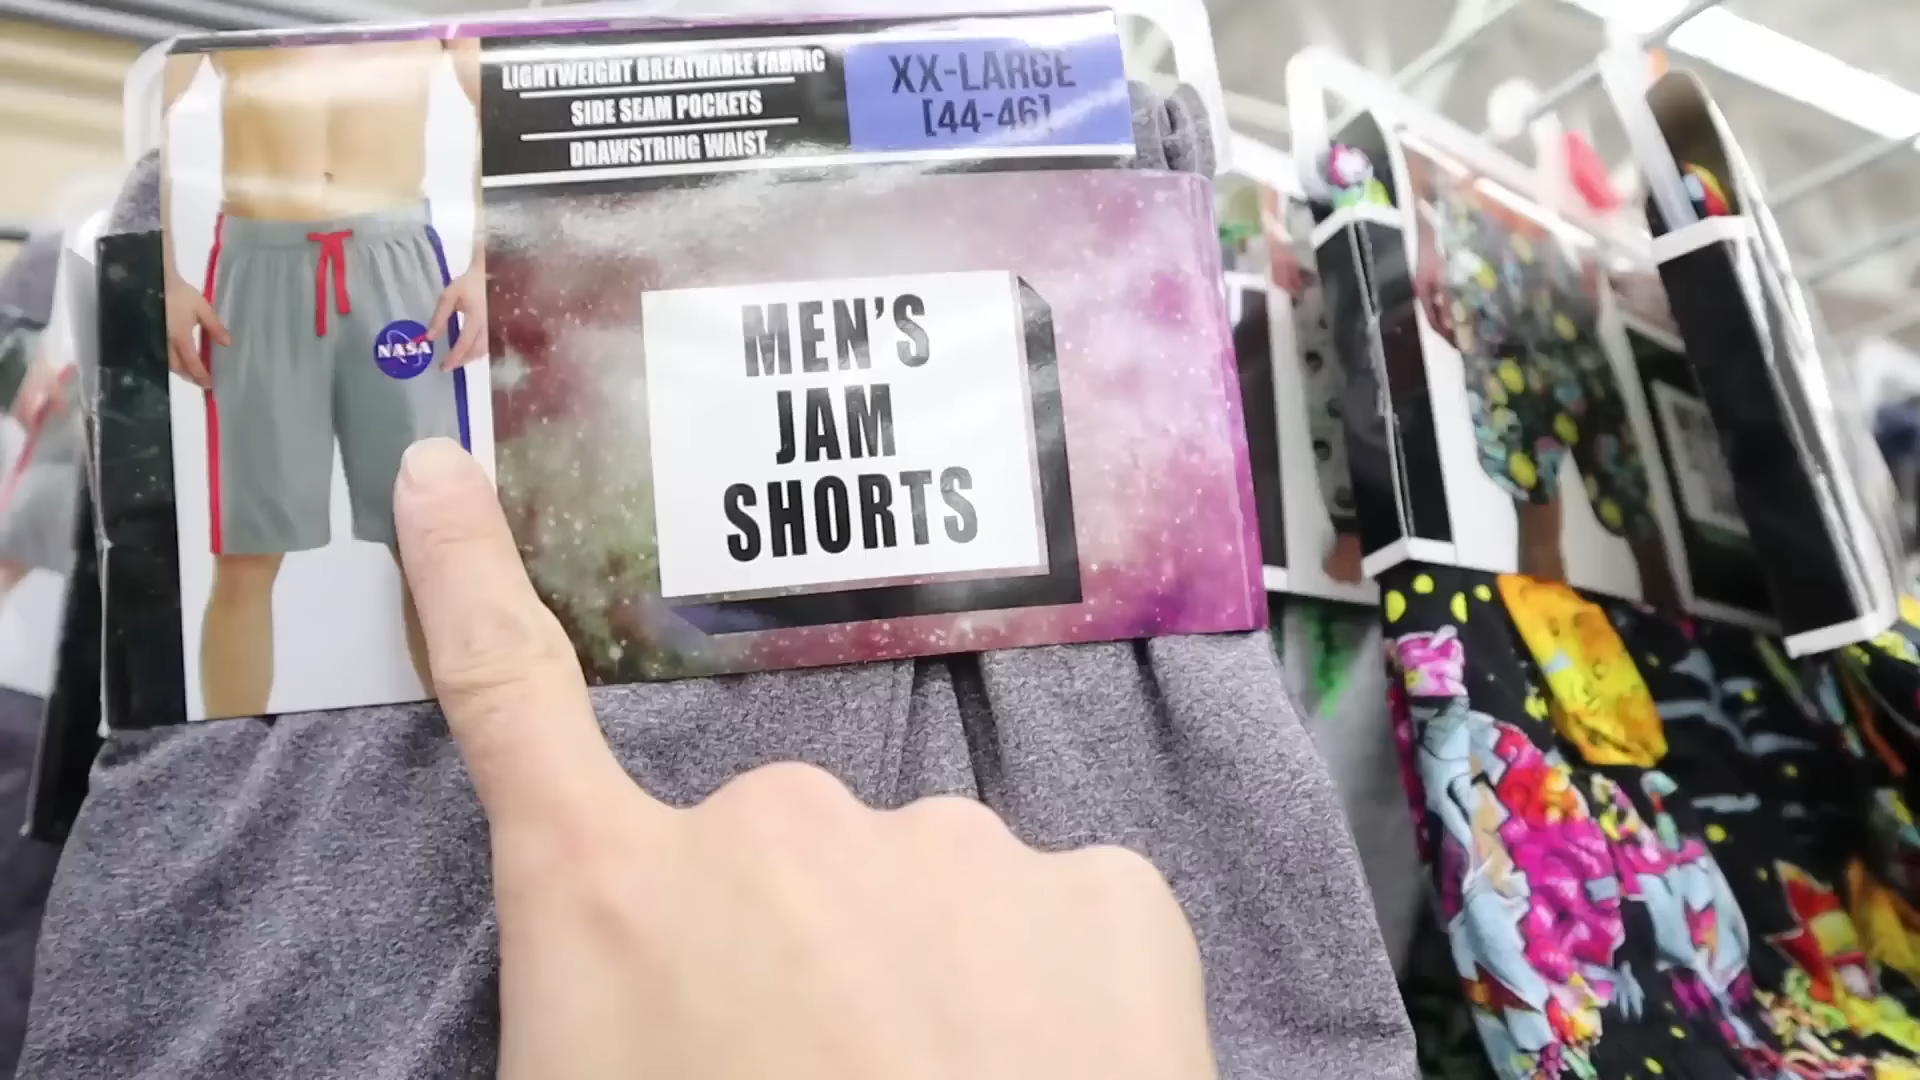 LIGHTWEIGHT BREATHABLE FABRIC
SIDE SEAM POCKETS
DRAWSTRING WAIST
XX-LARGE
[44-46]
NASA
MEN'S
JAM
SHORTS